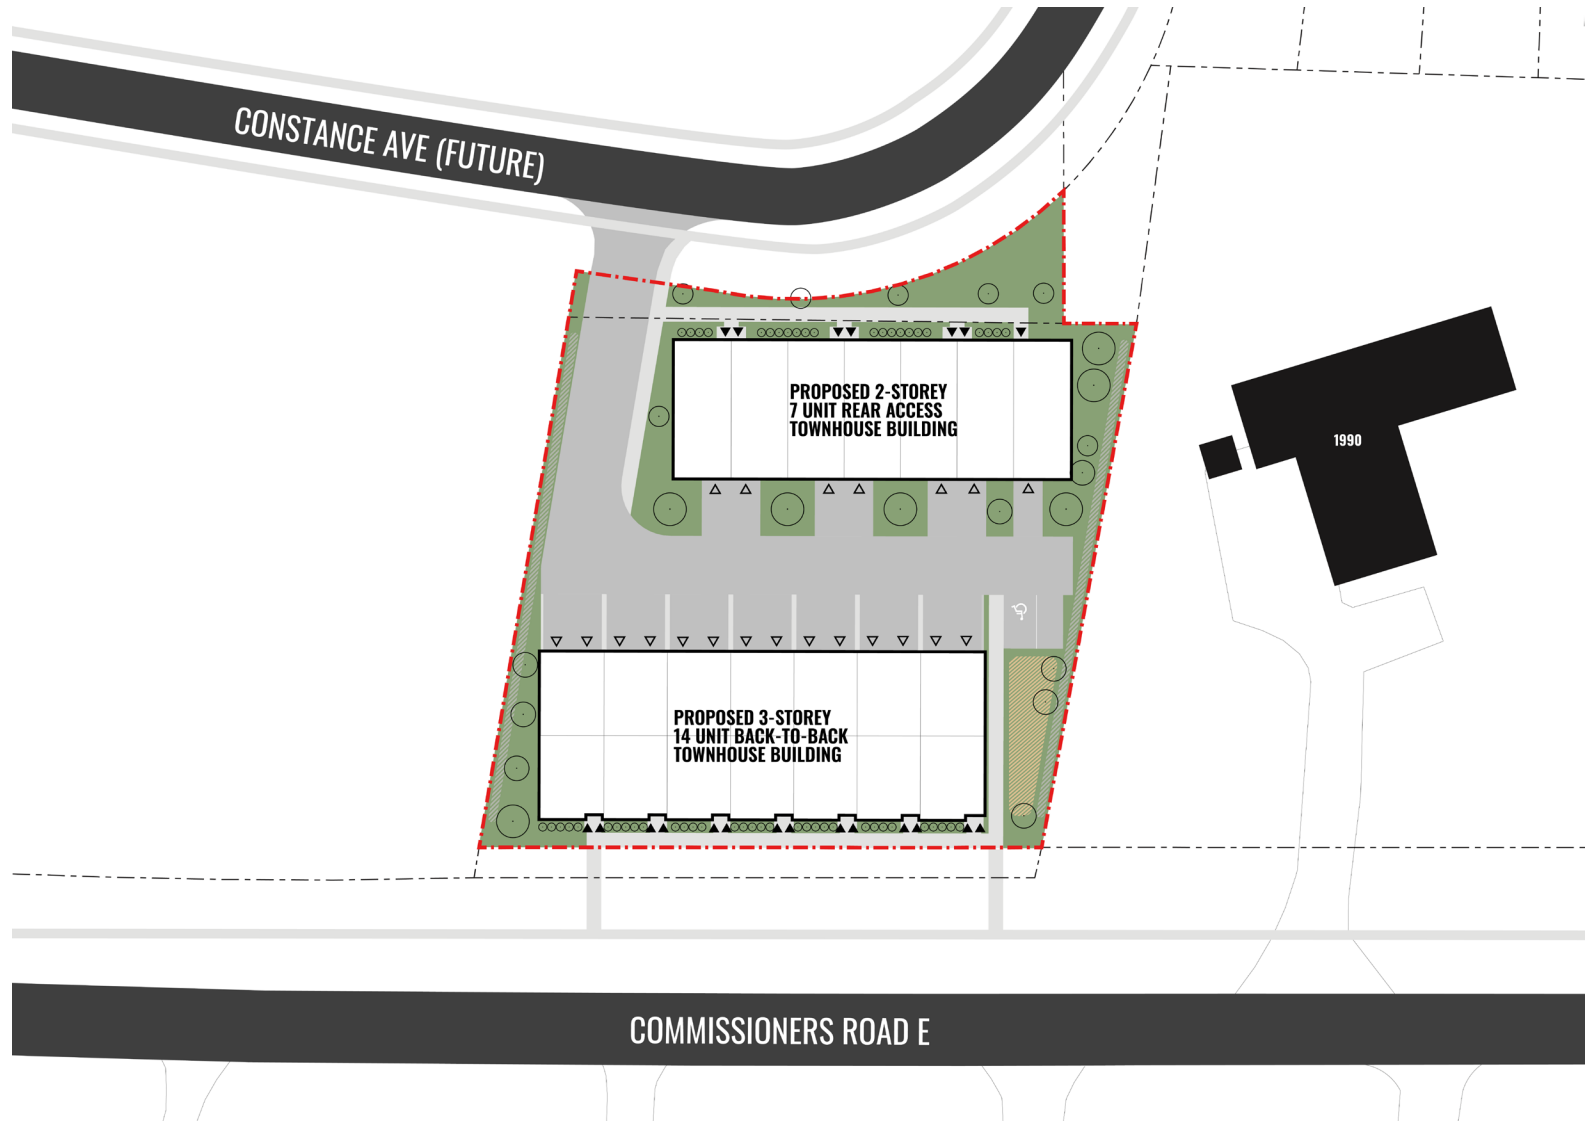 CONSTANCE AVE (FUTURE)
PROPOSED 2-STOREY
7 UNIT REAR ACCESS
TOWNHOUSE BUILDING
1990
PROPOSED 3-STOREY
14 UNIT BACK-TO-BACK
TOWNHOUSE BUILDING
COMMISSIONERS ROAD E